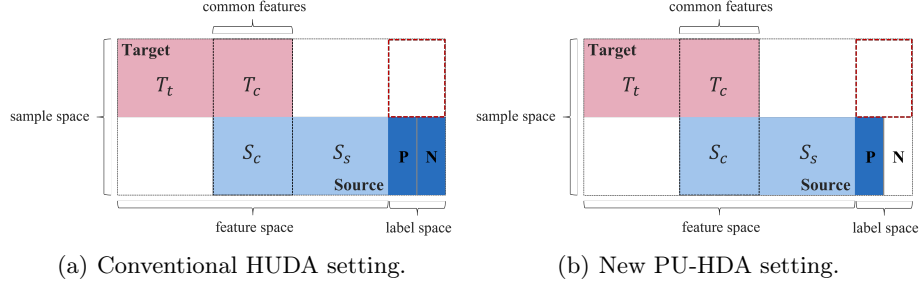 common features
Target
T_t
T_c
sample space
S_c
S_s
P
N
Source
feature space
label space
(a) Conventional HUDA setting.
common features
Target
T_t
T_c
sample space
S_c
S_s
P
N
Source
feature space
label space
(b) New PU-HDA setting.